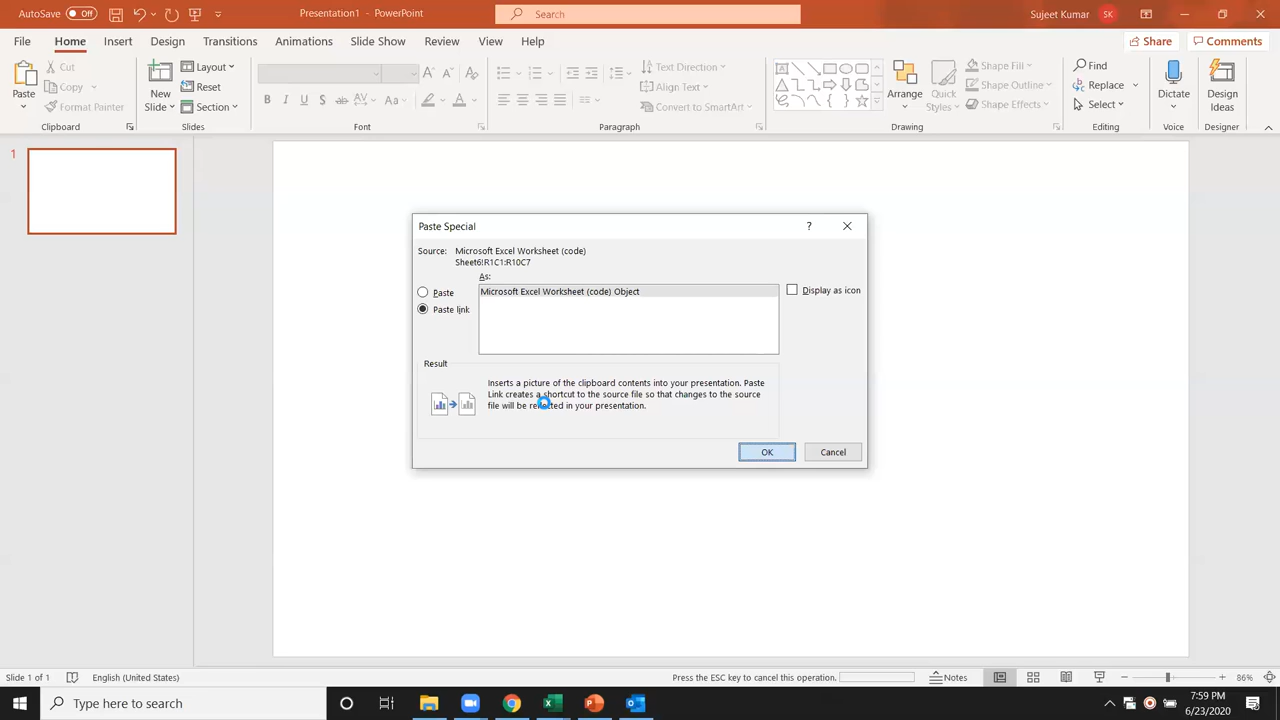 AutoSave Off
Presentation1 - PowerPoint
Search
Sujeet Kumar SK
File Home Insert Design Transitions Animations Slide Show Review View Help
Share Comments
Paste
Cut
Copy
Format Painter
Clipboard
New Slide
Layout
Reset
Section
Slides
Font
Text Direction
Align Text
Convert to SmartArt
Paragraph
Arrange
Quick Styles
Shape Fill
Shape Outline
Shape Effects
Drawing
Find
Replace
Select
Editing
Dictate
Voice
Design Ideas
Designer
1
Paste Special
Source: Microsoft Excel Worksheet (code)
Sheet6!R1C1:R10C7
As:
Paste
Paste link
Microsoft Excel Worksheet (code) Object
Display as icon
Result
Inserts a picture of the clipboard contents into your presentation. Paste
Link creates a shortcut to the source file so that changes to the source
file will be reflected in your presentation.
OK Cancel
Slide 1 of 1 English (United States) Press the ESC key to cancel this operation. Notes 86%
Type here to search
7:59 PM
6/23/2020